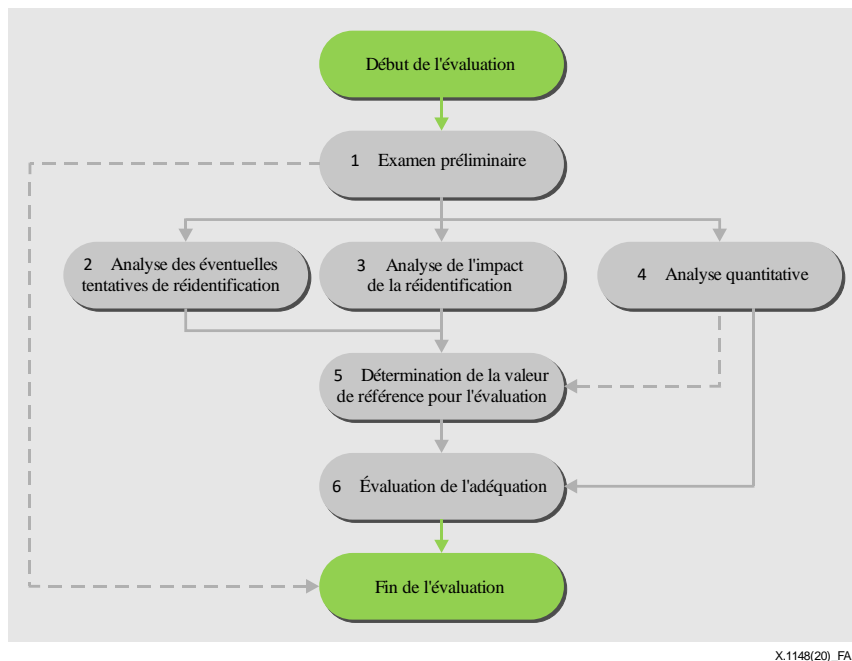 Début de l'évaluation
1 Examen préliminaire
2 Analyse des éventuelles
tentatives de réidentification
3 Analyse de l'impact
de la réidentification
4 Analyse quantitative
5 Détermination de la valeur
de référence pour l'évaluation
6 Évaluation de l'adéquation
Fin de l'évaluation
X.1148(20)_FA